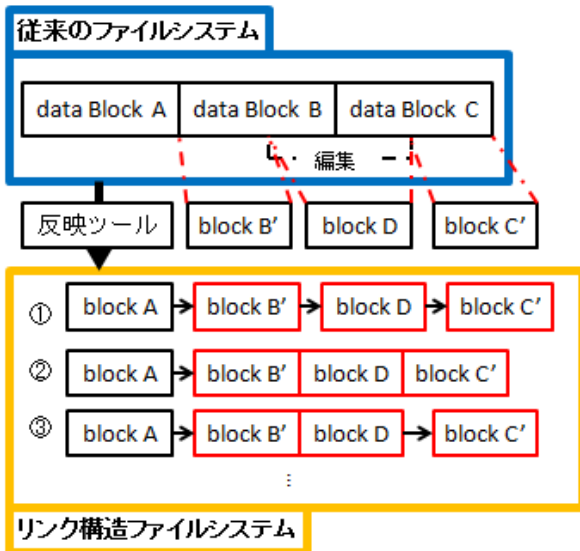 従来のファイルシステム
data Block A data Block B data Block C
編集
反映ツール block B' block D block C'
① block A block B' block D block C'
② block A block B' block D block C'
③ block A block B' block D block C'
⋮
リンク構造ファイルシステム